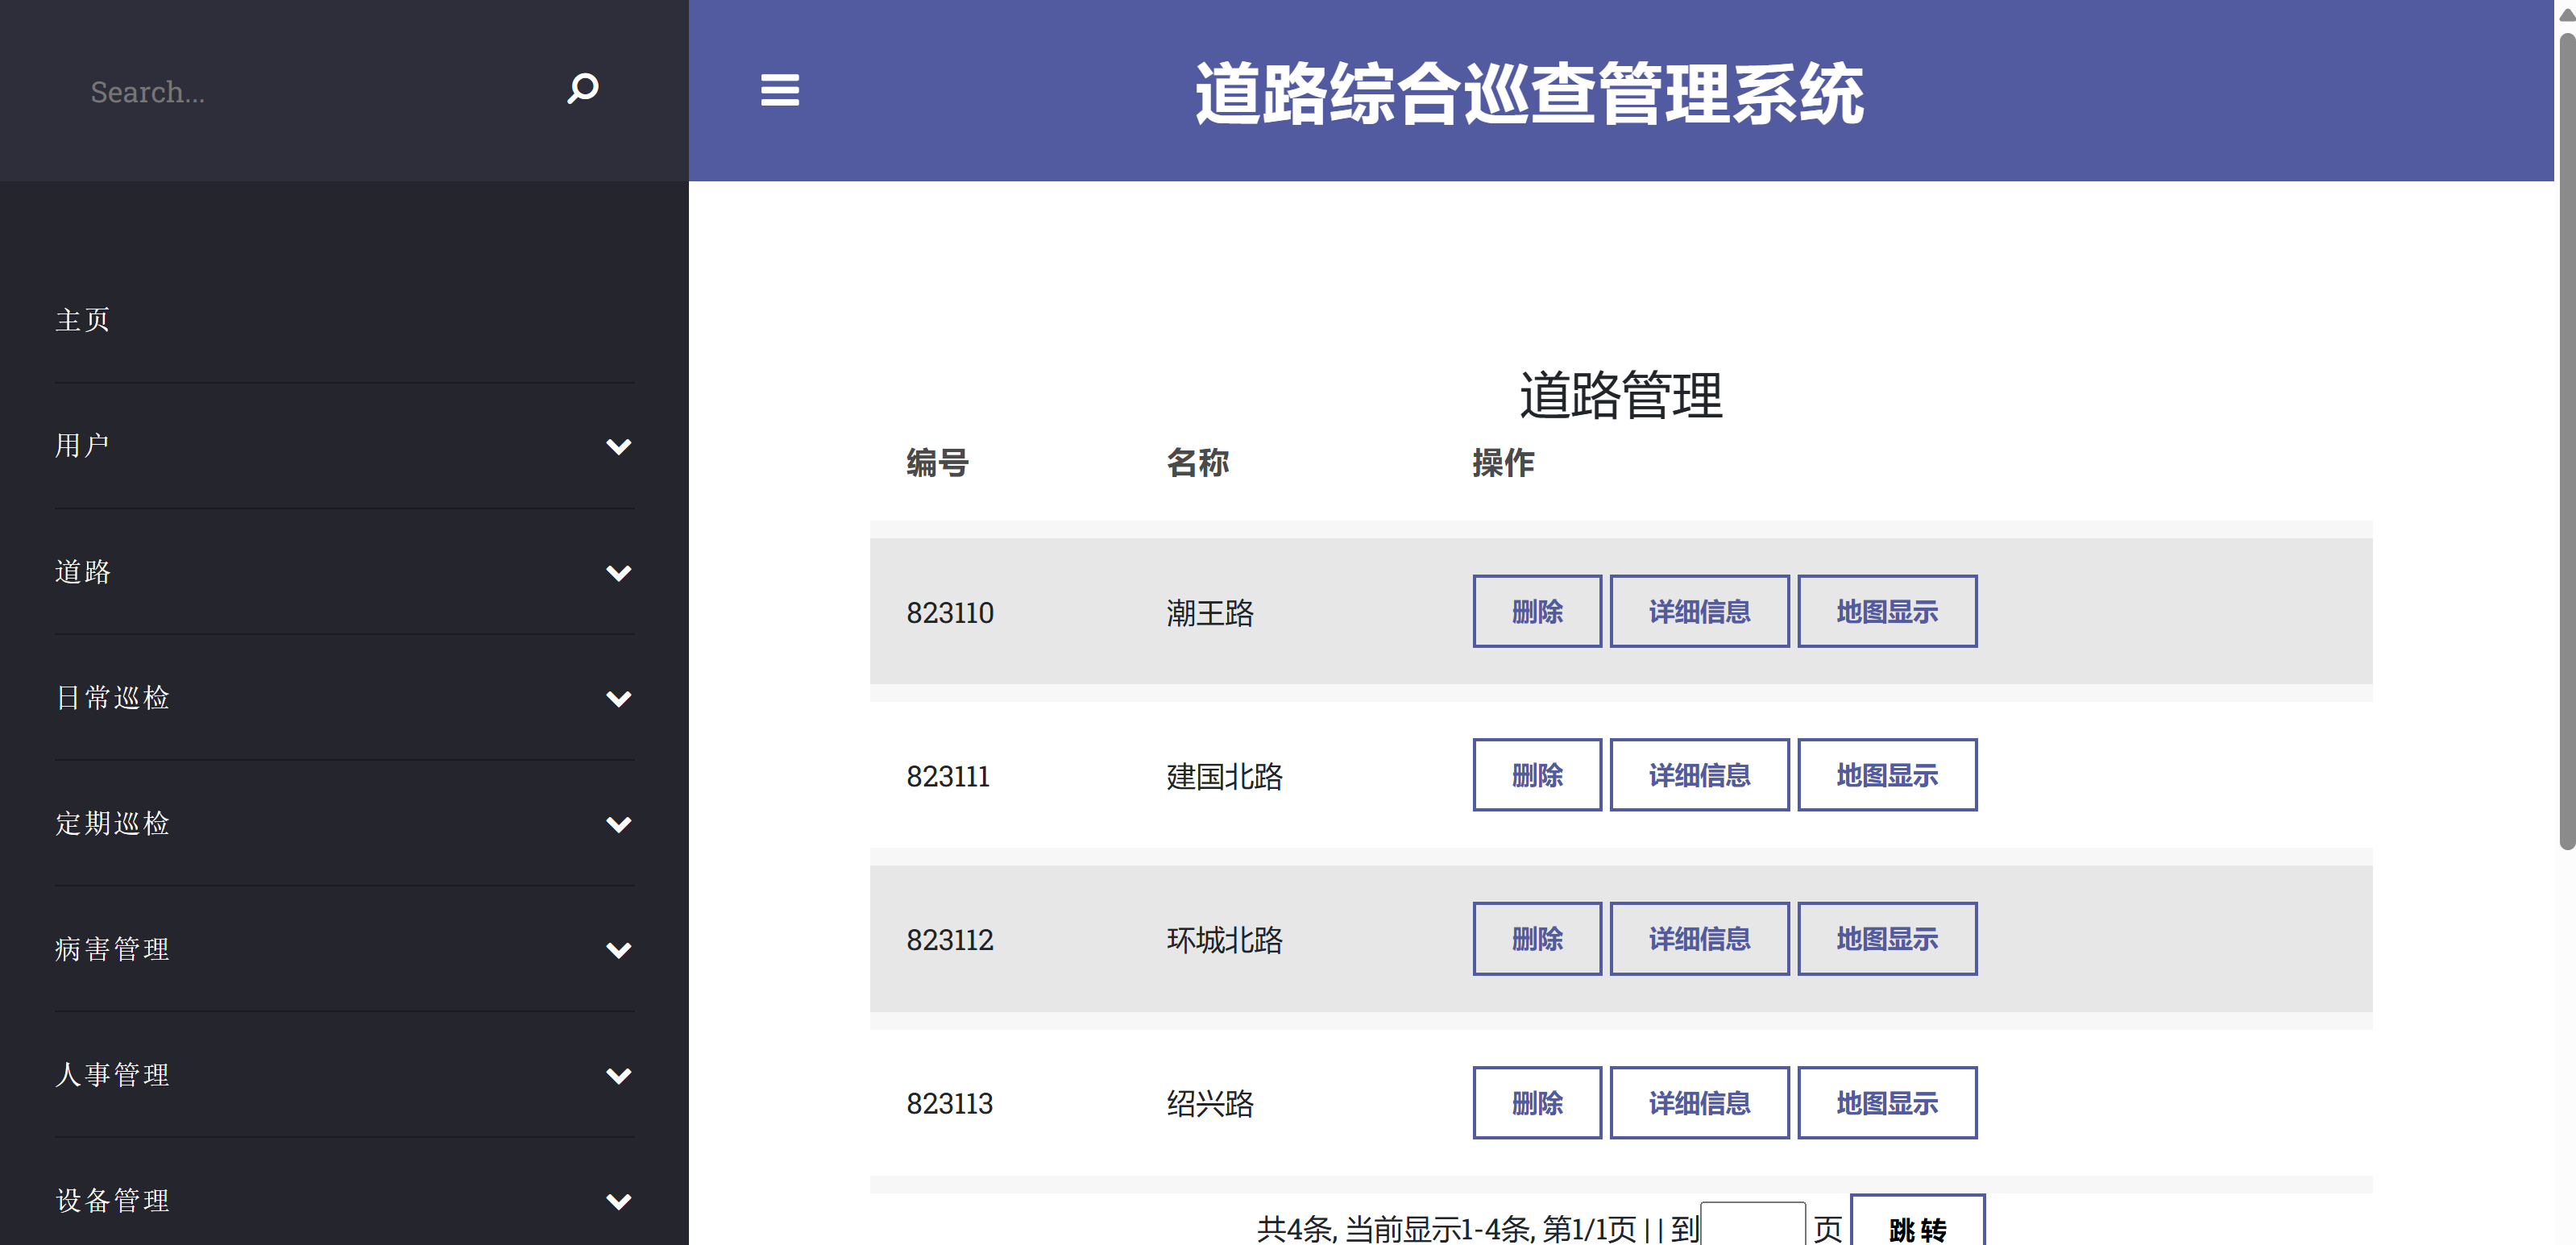 Search...
道路综合巡查管理系统
主页
用户
道路
日常巡检
定期巡检
病害管理
人事管理
设备管理
道路管理
编号 名称 操作
823110 潮王路 删除 详细信息 地图显示
823111 建国北路 删除 详细信息 地图显示
823112 环城北路 删除 详细信息 地图显示
823113 绍兴路 删除 详细信息 地图显示
共4条, 当前显示1-4条, 第1/1页 | | 到 页 跳转